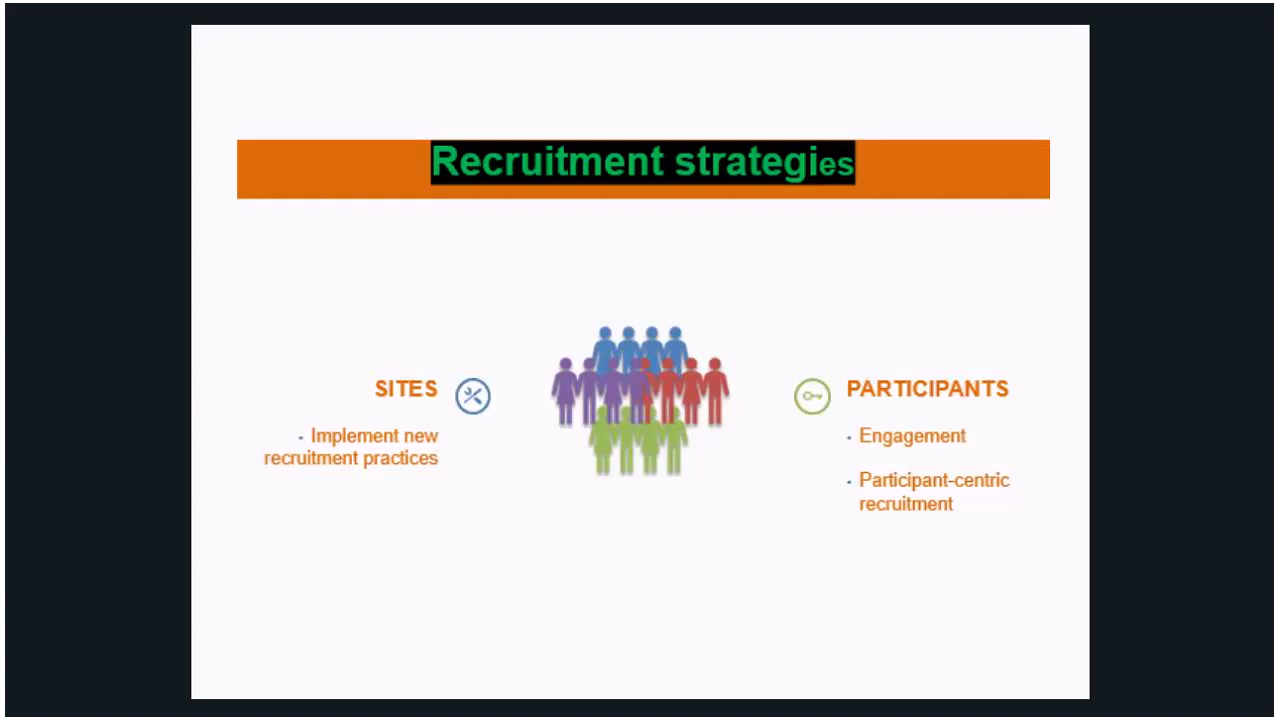 Recruitment strategies
SITES
- Implement new
recruitment practices
PARTICIPANTS
- Engagement
- Participant-centric
recruitment